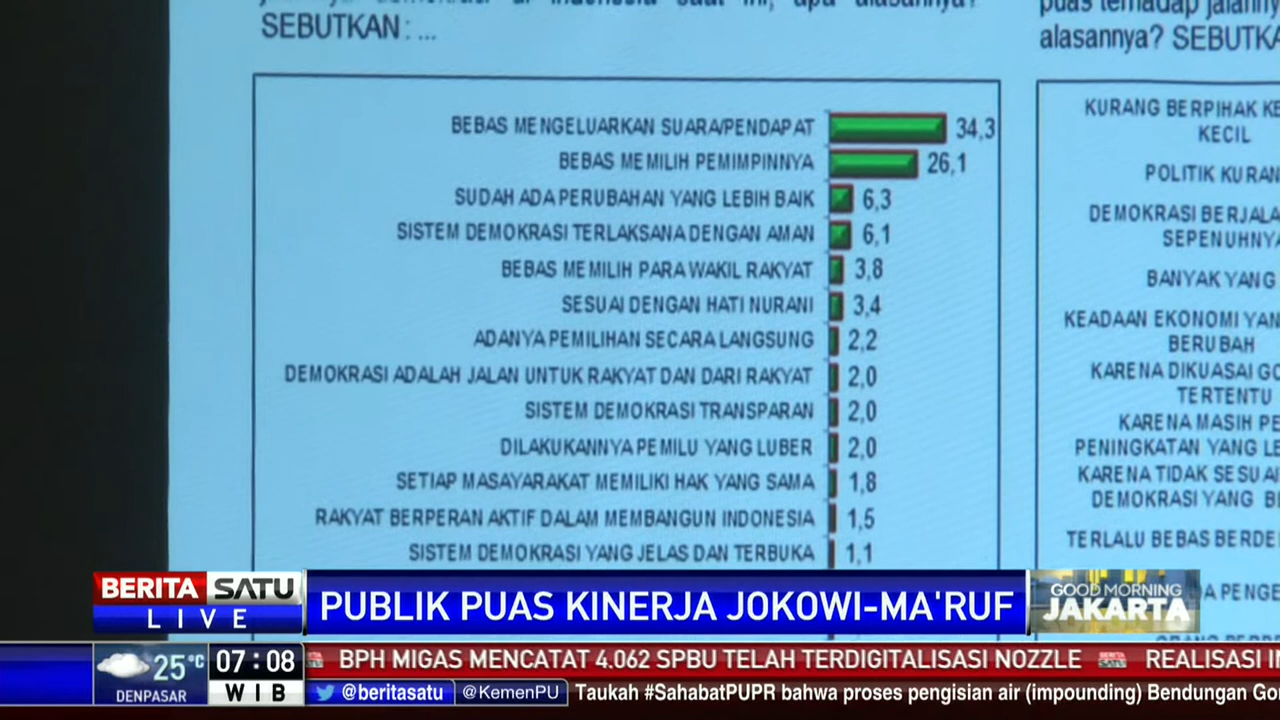 SEBUTKAN : ...
puas terhadap
alasannya? SEBUTKA
BEBAS MENGELUARKAN SUARA/PENDAPAT 34,3
BEBAS MEMILIH PEMIMPINNYA 26,1
SUDAH ADA PERUBAHAN YANG LEBIH BAIK 6,3
SISTEM DEMOKRASI TERLAKSANA DENGAN AMAN 6,1
BEBAS MEMILIH PARA WAKIL RAKYAT 3,8
SESUAI DENGAN HATI NURANI 3,4
ADANYA PEMILIHAN SECARA LANGSUNG 2,2
DEMOKRASI ADALAH JALAN UNTUK RAKYAT DAN DARI RAKYAT 2,0
SISTEM DEMOKRASI TRANSPARAN 2,0
DILAKUKANNYA PEMILU YANG LUBER 2,0
SETIAP MASAYARAKAT MEMILIKI HAK YANG SAMA 1,8
RAKYAT BERPERAN AKTIF DALAM MEMBANGUN INDONESIA 1,5
SISTEM DEMOKRASI YANG JELAS DAN TERBUKA 1,1
KURANG BERPIHAK KE
KECIL
POLITIK KURAN
DEMOKRASI BERJALA
SEPENUHNYA
BANYAK YANG
KEADAAN EKONOMI YAN
BERUBAH
KARENA DIKUASAI GO
TERTENTU
KARENA MASIH PE
PENINGKATAN YANG LE
KARENA TIDAK SESUAI
DEMOKRASI YANG BE
TERLALU BEBAS BERDE
A PENGE
BERITA SATU
LIVE
PUBLIK PUAS KINERJA JOKOWI-MA'RUF
GOOD MORNING
JAKARTA
25°C
DENPASAR
07:08
WIB
BPH MIGAS MENCATAT 4.062 SPBU TELAH TERDIGITALISASI NOZZLE
REALISASI I
@beritasatu
@KemenPU
Taukah #SahabatPUPR bahwa proses pengisian air (impounding) Bendungan Go